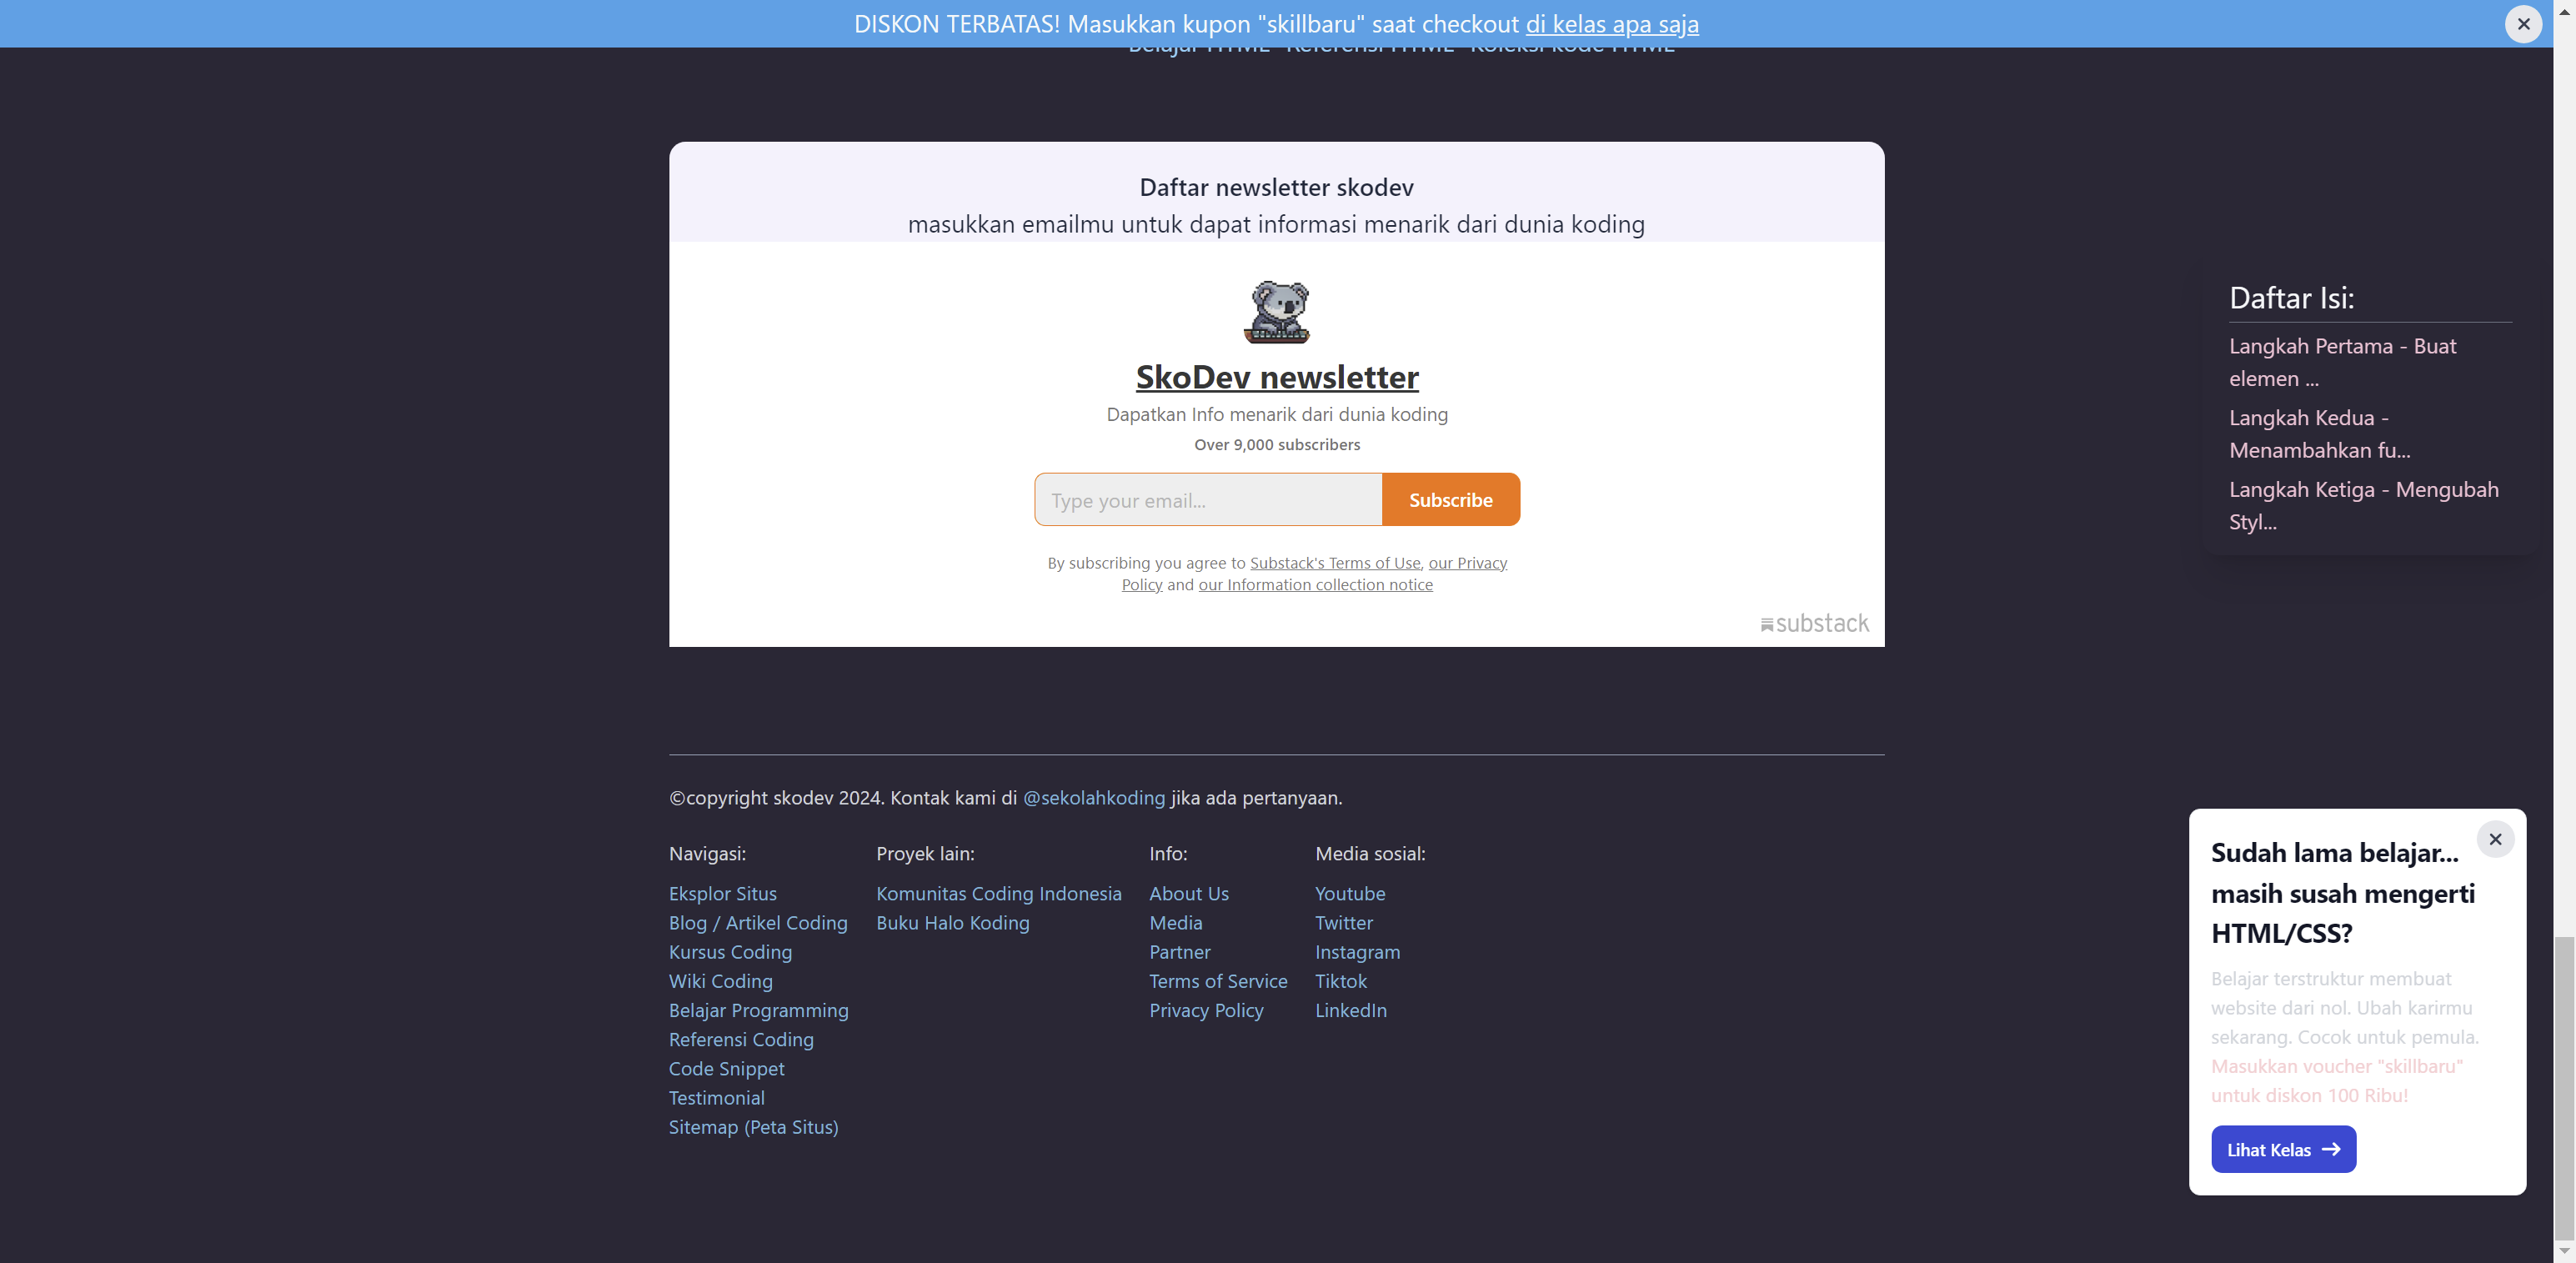 DISKON TERBATAS! Masukkan kupon "skillbaru" saat checkout di kelas apa saja
Belajar HTML Referensi HTML Koleksi kode HTML
Daftar newsletter skodev
masukkan emailmu untuk dapat informasi menarik dari dunia koding
SkoDev newsletter
Dapatkan Info menarik dari dunia koding
Over 9,000 subscribers
Type your email...
Subscribe
By subscribing you agree to Substack's Terms of Use, our Privacy
Policy and our Information collection notice
substack
Daftar Isi:
Langkah Pertama - Buat
elemen ...
Langkah Kedua -
Menambahkan fu...
Langkah Ketiga - Mengubah
Styl...
©copyright skodev 2024. Kontak kami di @sekolahkoding jika ada pertanyaan.
Navigasi:
Eksplor Situs
Blog / Artikel Coding
Kursus Coding
Wiki Coding
Belajar Programming
Referensi Coding
Code Snippet
Testimonial
Sitemap (Peta Situs)
Proyek lain:
Komunitas Coding Indonesia
Buku Halo Koding
Info:
About Us
Media
Partner
Terms of Service
Privacy Policy
Media sosial:
Youtube
Twitter
Instagram
Tiktok
LinkedIn
Sudah lama belajar...
masih susah mengerti
HTML/CSS?
Belajar terstruktur membuat
website dari nol. Ubah karirmu
sekarang. Cocok untuk pemula.
Masukkan voucher "skillbaru"
untuk diskon 100 Ribu!
Lihat Kelas →